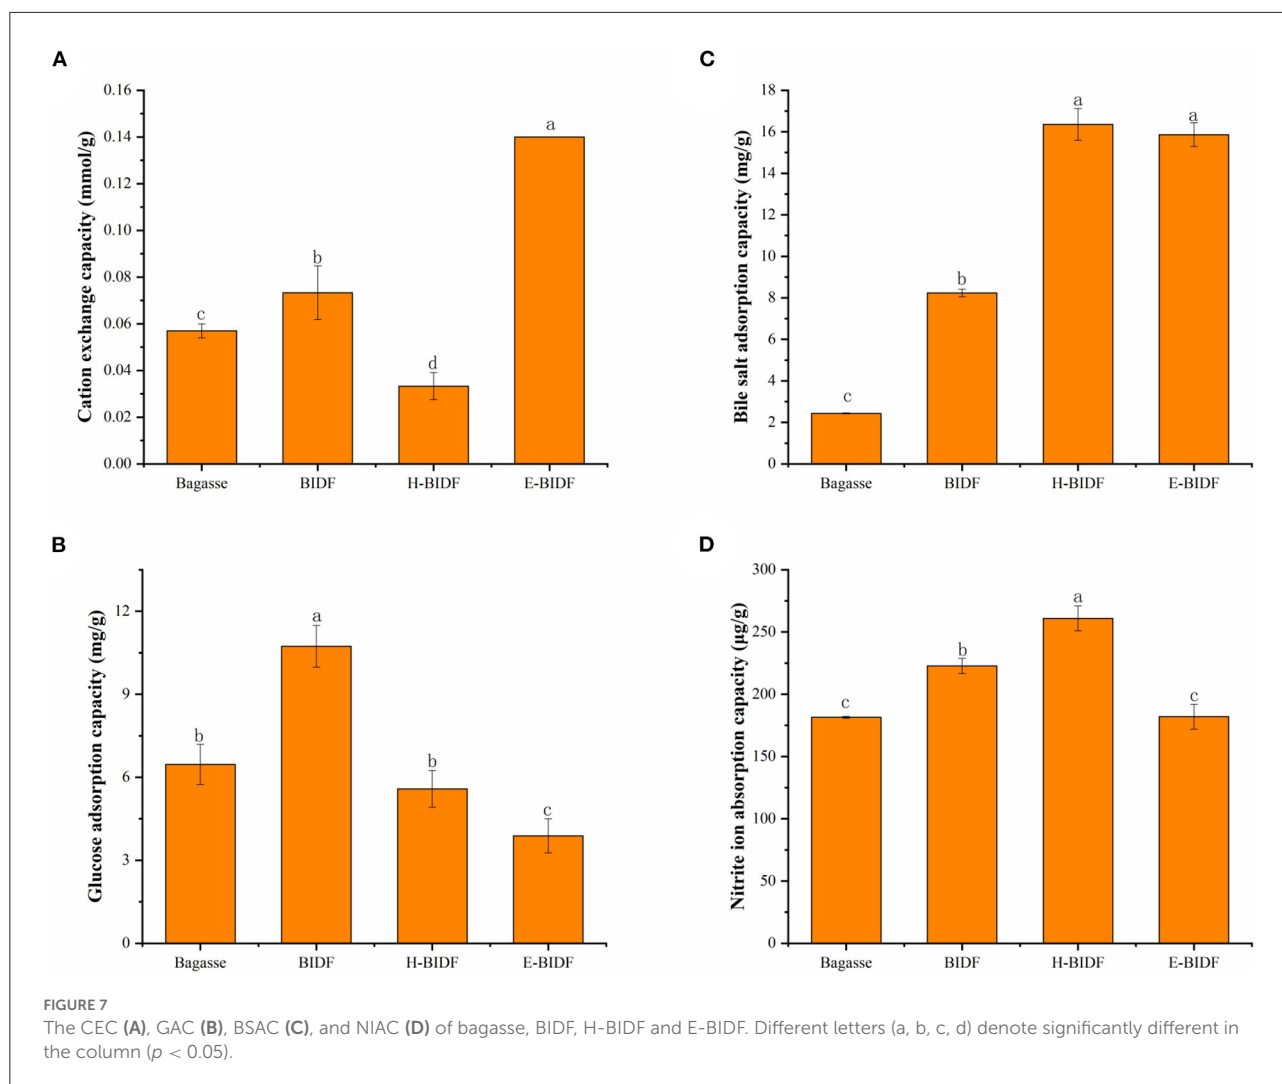 A
Cation exchange capacity (mmol/g)
0.16
0.14
0.12
0.10
0.08
0.06
0.04
0.02
0.00
c
b
d
a
Bagasse BIDF H-BIDF E-BIDF
C
Bile salt adsorption capacity (mg/g)
18
16
14
12
10
8
6
4
2
0
c
b
a
a
Bagasse BIDF H-BIDF E-BIDF
B
Glucose adsorption capacity (mg/g)
12
9
6
3
0
b
a
b
c
Bagasse BIDF H-BIDF E-BIDF
D
Nitrite ion absorption capacity (μg/g)
300
250
200
150
100
50
0
c
b
a
c
Bagasse BIDF H-BIDF E-BIDF
FIGURE 7
The CEC (A), GAC (B), BSAC (C), and NIAC (D) of bagasse, BIDF, H-BIDF and E-BIDF. Different letters (a, b, c, d) denote significantly different in
the column (p < 0.05).